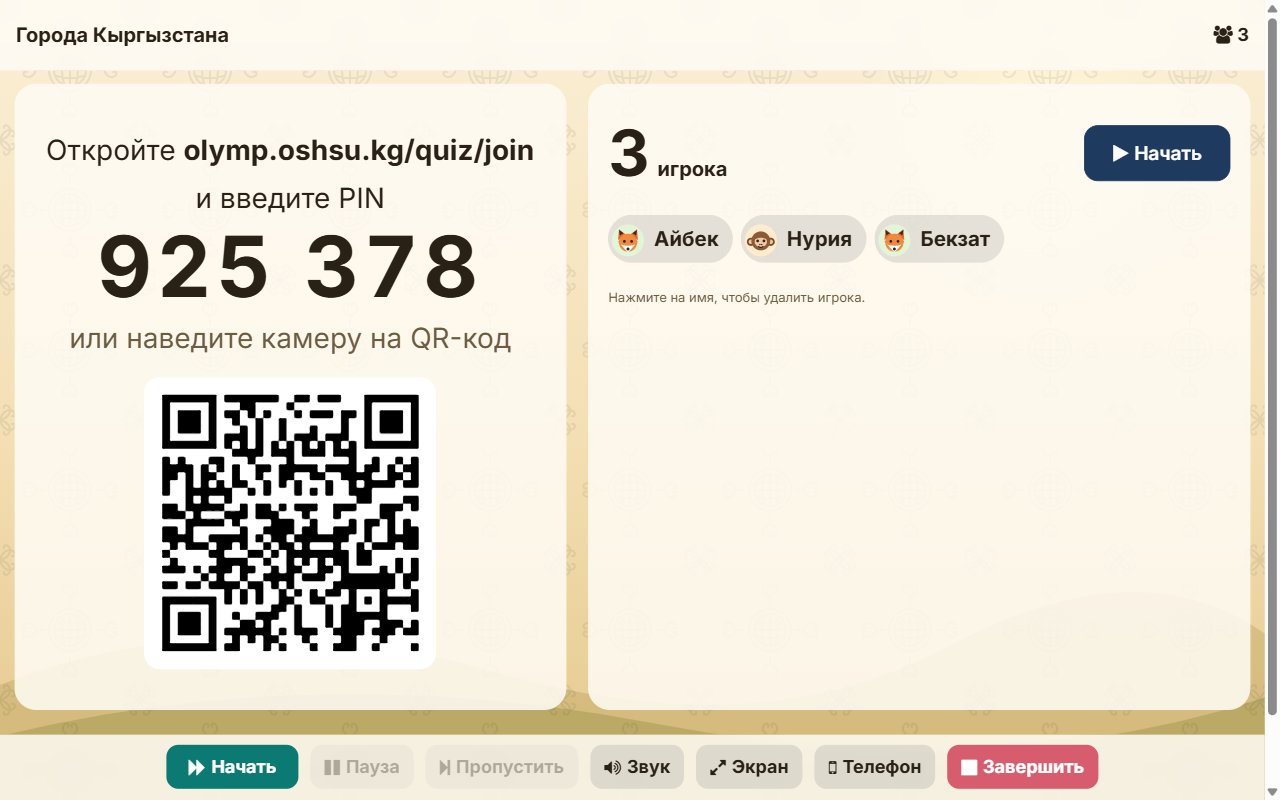 Города Кыргызстана
3
Откройте olymp.oshsu.kg/quiz/join
и введите PIN
925 378
или наведите камеру на QR-код
3 игрока
Начать
Айбек Нурия Бекзат
Нажмите на имя, чтобы удалить игрока.
Начать Пауза Пропустить Звук Экран Телефон Завершить